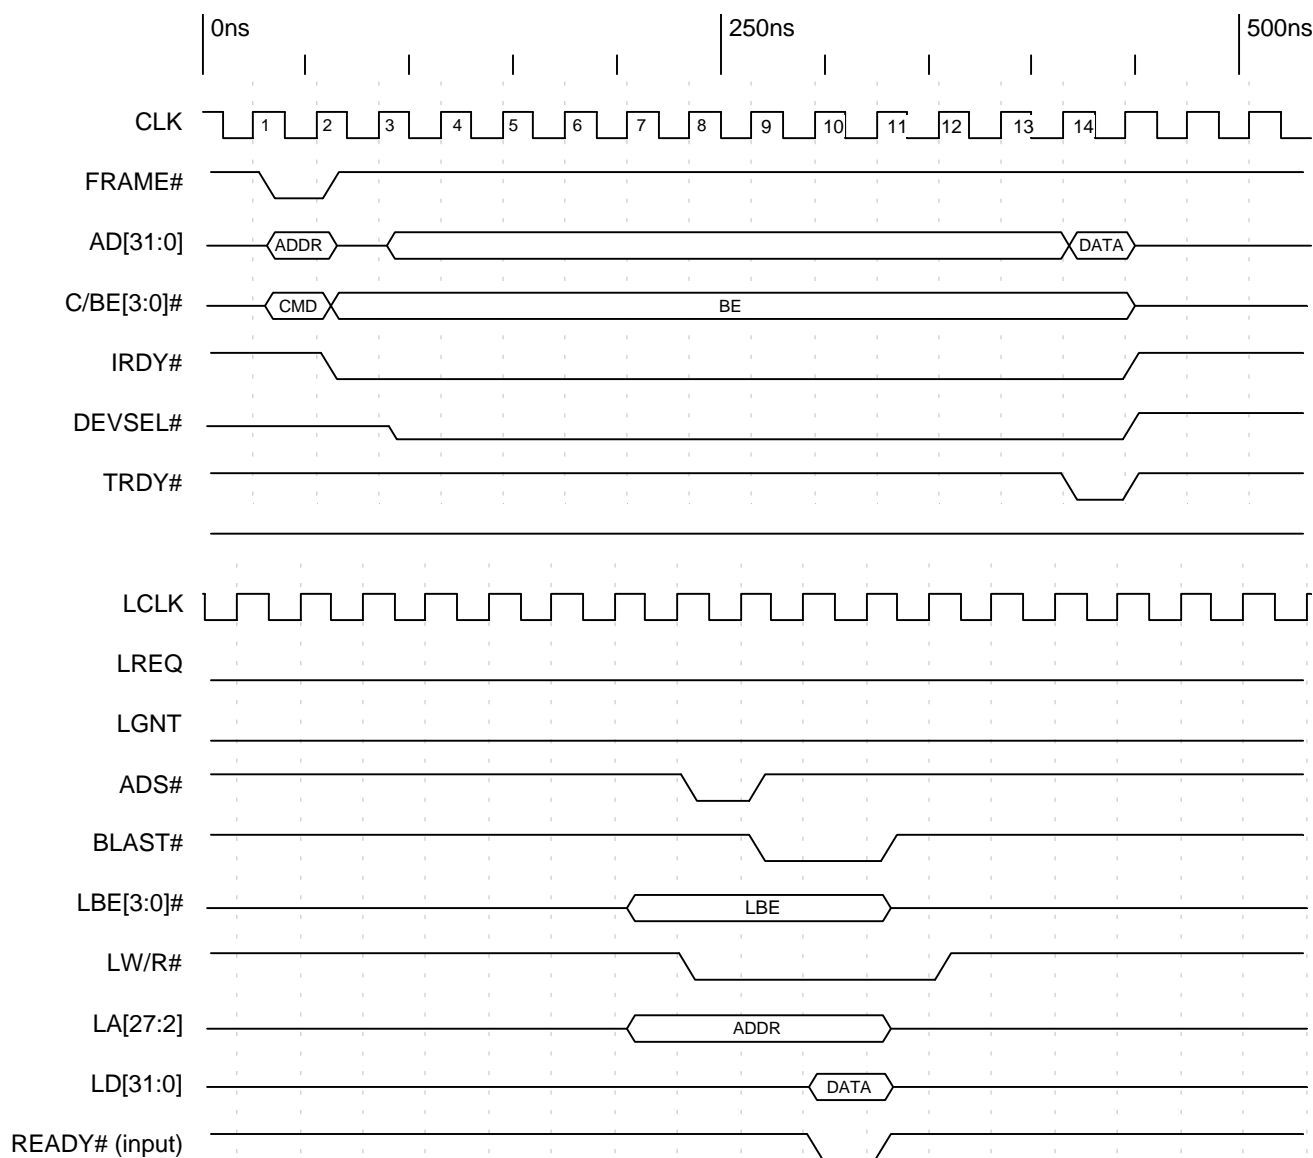 0ns 250ns 500ns
CLK 1 2 3 4 5 6 7 8 9 10 11 12 13 14
FRAME#
AD[31:0] ADDR DATA
C/BE[3:0]# CMD BE
IRDY#
DEVSEL#
TRDY#
LCLK
LREQ
LGNT
ADS#
BLAST#
LBE[3:0]# LBE
LW/R#
LA[27:2] ADDR
LD[31:0] DATA
READY# (input)